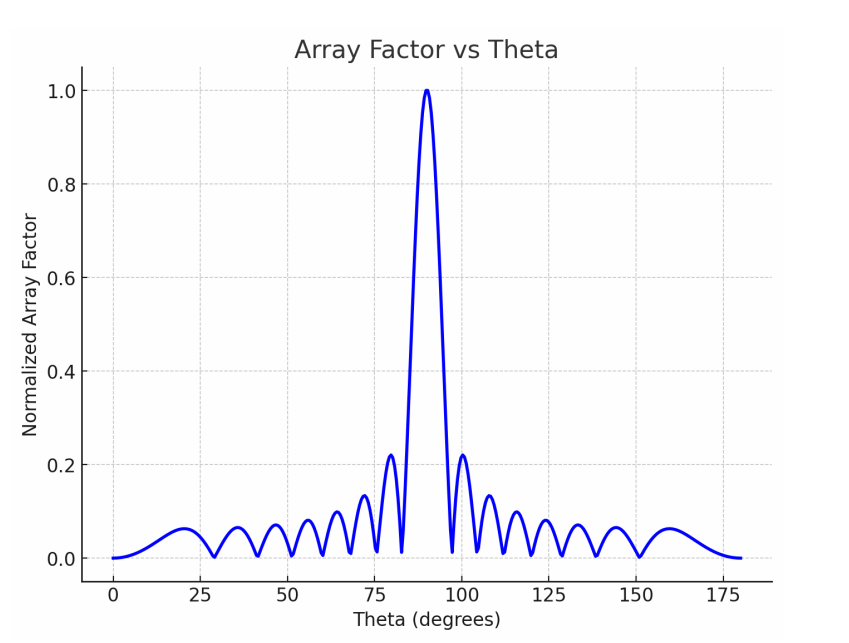 Array Factor vs Theta
Normalized Array Factor
1.0
0.8
0.6
0.4
0.2
0.0
0 25 50 75 100 125 150 175
Theta (degrees)